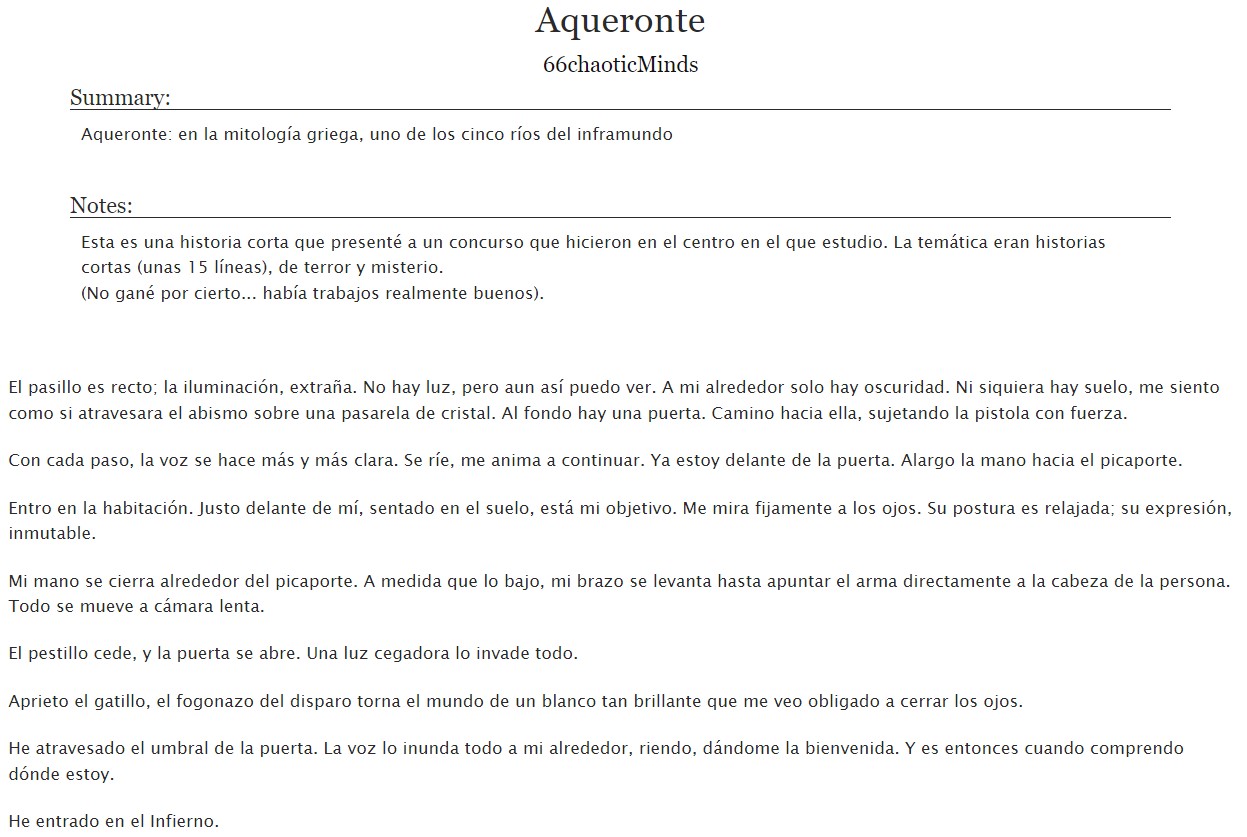 Aqueronte
66chaoticMinds
Summary:
Aqueronte: en la mitología griega, uno de los cinco ríos del inframundo
Notes:
Esta es una historia corta que presenté a un concurso que hicieron en el centro en el que estudio. La temática eran historias
cortas (unas 15 líneas), de terror y misterio.
(No gané por cierto... había trabajos realmente buenos).
El pasillo es recto; la iluminación, extraña. No hay luz, pero aun así puedo ver. A mi alrededor solo hay oscuridad. Ni siquiera hay suelo, me siento
como si atravesara el abismo sobre una pasarela de cristal. Al fondo hay una puerta. Camino hacia ella, sujetando la pistola con fuerza.
Con cada paso, la voz se hace más y más clara. Se ríe, me anima a continuar. Ya estoy delante de la puerta. Alargo la mano hacia el picaporte.
Entro en la habitación. Justo delante de mí, sentado en el suelo, está mi objetivo. Me mira fijamente a los ojos. Su postura es relajada; su expresión,
inmutable.
Mi mano se cierra alrededor del picaporte. A medida que lo bajo, mi brazo se levanta hasta apuntar el arma directamente a la cabeza de la persona.
Todo se mueve a cámara lenta.
El pestillo cede, y la puerta se abre. Una luz cegadora lo invade todo.
Aprieto el gatillo, el fogonazo del disparo torna el mundo de un blanco tan brillante que me veo obligado a cerrar los ojos.
He atravesado el umbral de la puerta. La voz lo inunda todo a mi alrededor, riendo, dándome la bienvenida. Y es entonces cuando comprendo
dónde estoy.
He entrado en el Infierno.